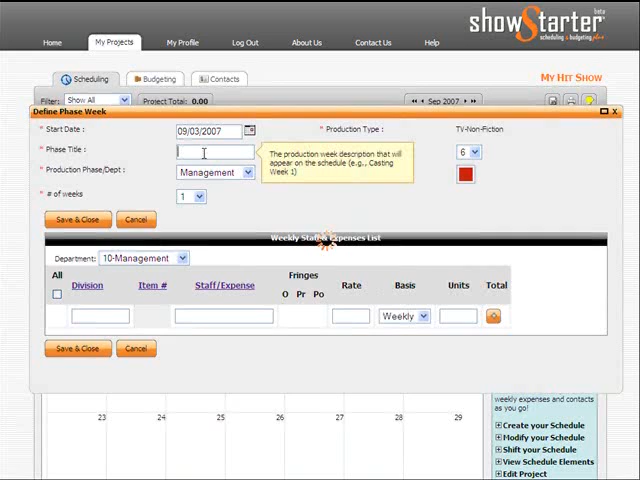 showStarter beta
scheduling & budgeting plus
Home My Projects My Profile Log Out About Us Contact Us Help
Scheduling Budgeting Contacts MY HIT SHOW
Filter: Show All Project Total: 0.00 Sep 2007
Define Phase Week X
* Start Date : 09/03/2007 * Production Type : TV-Non-Fiction
* Phase Title : 6
The production week description that will
appear on the schedule (e.g., Casting
Week 1)
* Production Phase/Dept : Management
* # of weeks 1
Save & Close Cancel
Weekly Staff & Expenses List
Department: 10-Management
All Division Item # Staff/Expense Fringes Rate Basis Units Total
O Pr Po
Weekly
Save & Close Cancel
23 24 25 26 27 28 29
weekly expenses and contacts
as you go!
Create your Schedule
Modify your Schedule
Shift your Schedule
View Schedule Elements
Edit Project